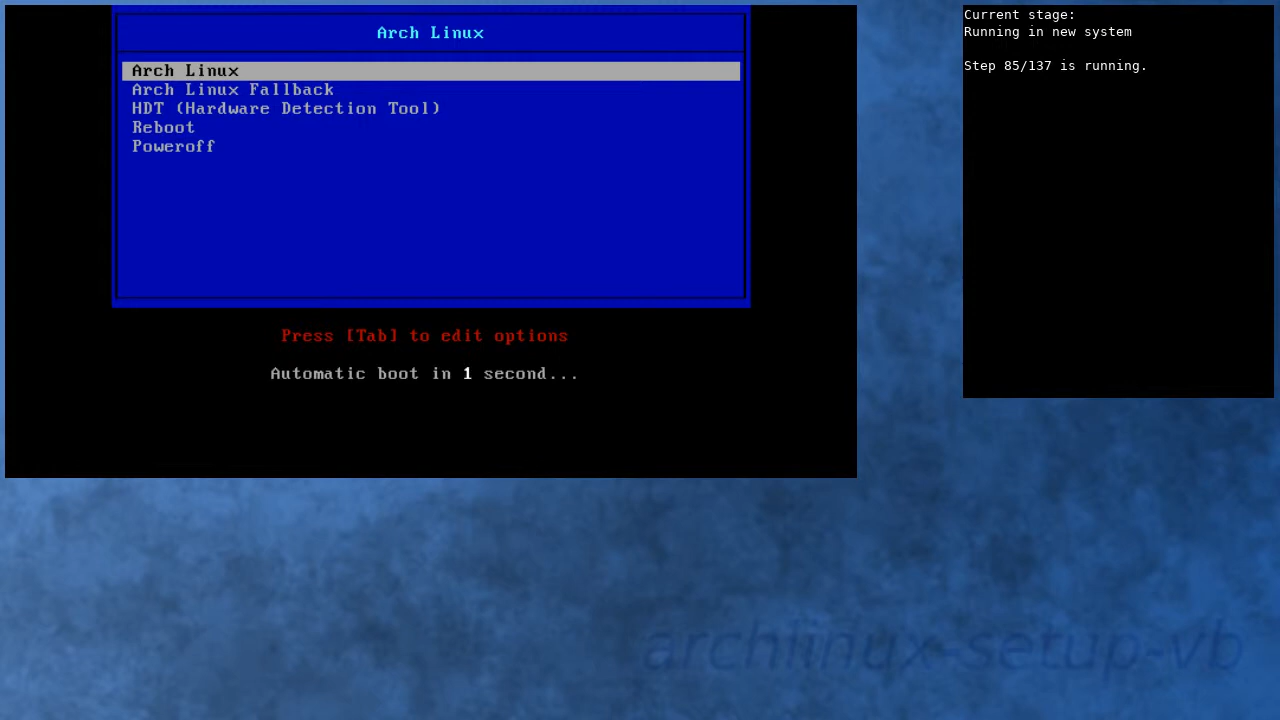 Arch Linux
Arch Linux
Arch Linux Fallback
HDT (Hardware Detection Tool)
Reboot
Poweroff
Press [Tab] to edit options
Automatic boot in 1 second...
Current stage:
Running in new system
Step 85/137 is running.
archlinux-setup-vb